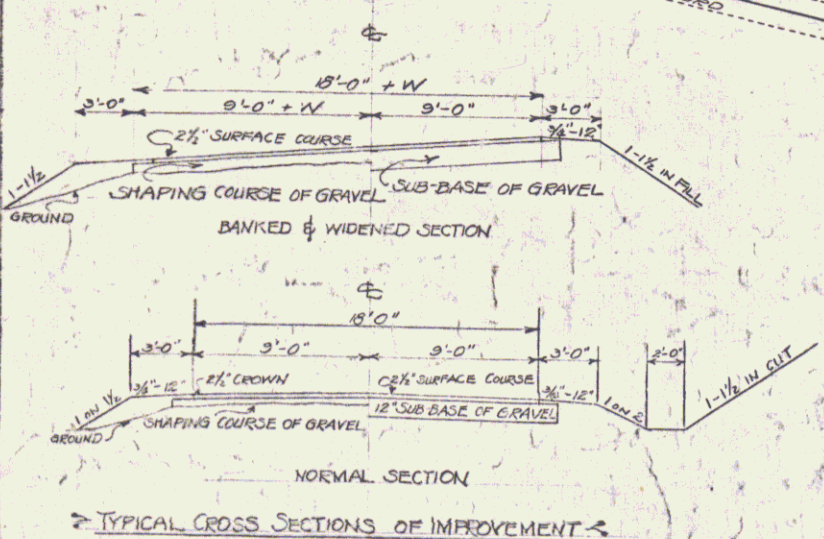 ORD
℄
18'-0" + W
3'-0" 9'-0" + W 9'-0" 3'-0"
3/4"-12"
2½" SURFACE COURSE
1-1½
SHAPING COURSE OF GRAVEL
SUB-BASE OF GRAVEL
1-1½ IN FILL
GROUND
BANKED & WIDENED SECTION
℄
18'0"
3'-0" 9'-0" 9'-0" 3'-0" 2'-0"
3/4"-12" 2½" CROWN 2½" SURFACE COURSE 3/4"-12"
1 ON 1½
12" SUB BASE OF GRAVEL
1 ON 2
1-1½ IN CUT
SHAPING COURSE OF GRAVEL
GROUND
NORMAL SECTION
TYPICAL CROSS SECTIONS OF IMPROVEMENT